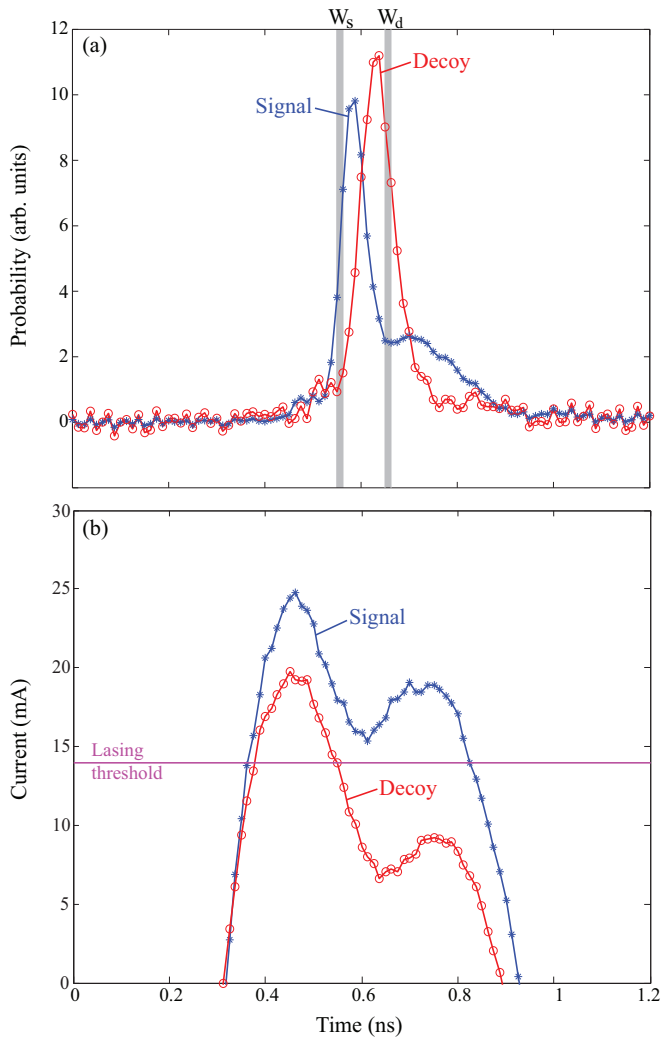 W_s W_d
12
(a)
Decoy
10
Signal
8
6
4
2
0
Probability (arb. units)
30
(b)
25
Signal
20
15
Lasing
threshold
Decoy
10
5
0
Current (mA)
0 0.2 0.4 0.6 0.8 1 1.2
Time (ns)